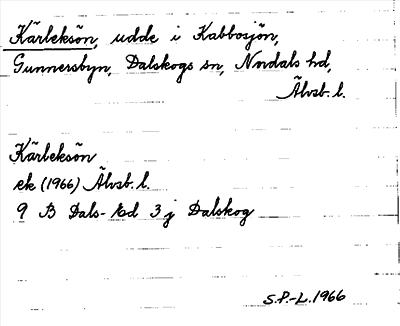 Kärleksön, udde i Kabbosjön,
Gunnersbyn, Dalskogs sn, Nordals hd,
Älvsb. l.
Kärleksön
ek (1966) Älvsb. l.
9 B Dals-Ed 3 j Dalskog
S.P.-L. 1966